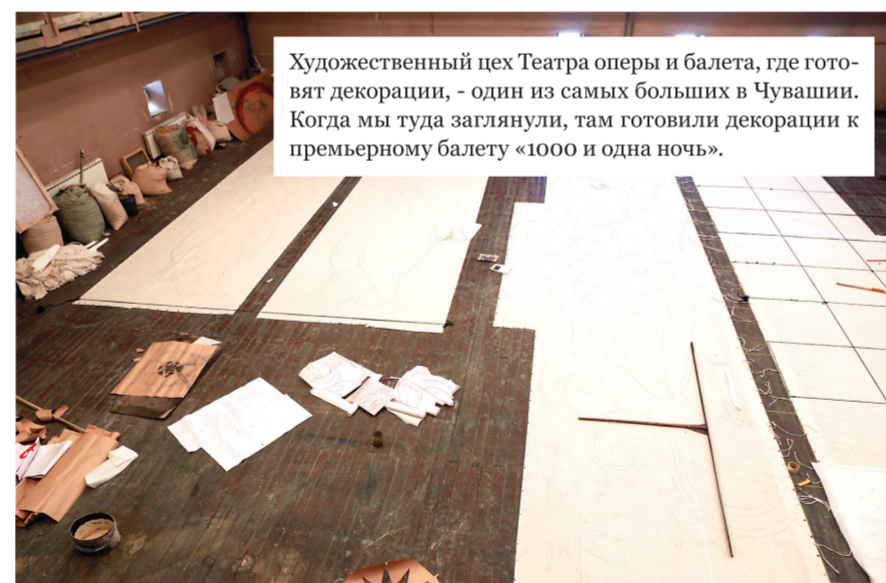 Художественный цех Театра оперы и балета, где гото-
вят декорации, - один из самых больших в Чувашии.
Когда мы туда заглянули, там готовили декорации к
премьерному балету «1000 и одна ночь».